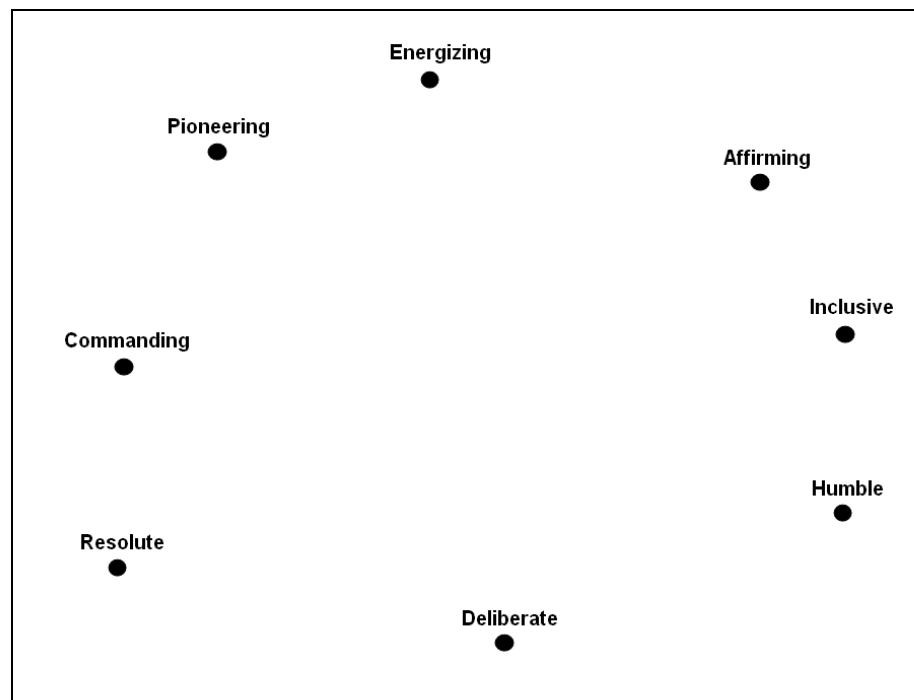 Energizing
Pioneering
Affirming
Inclusive
Commanding
Humble
Resolute
Deliberate